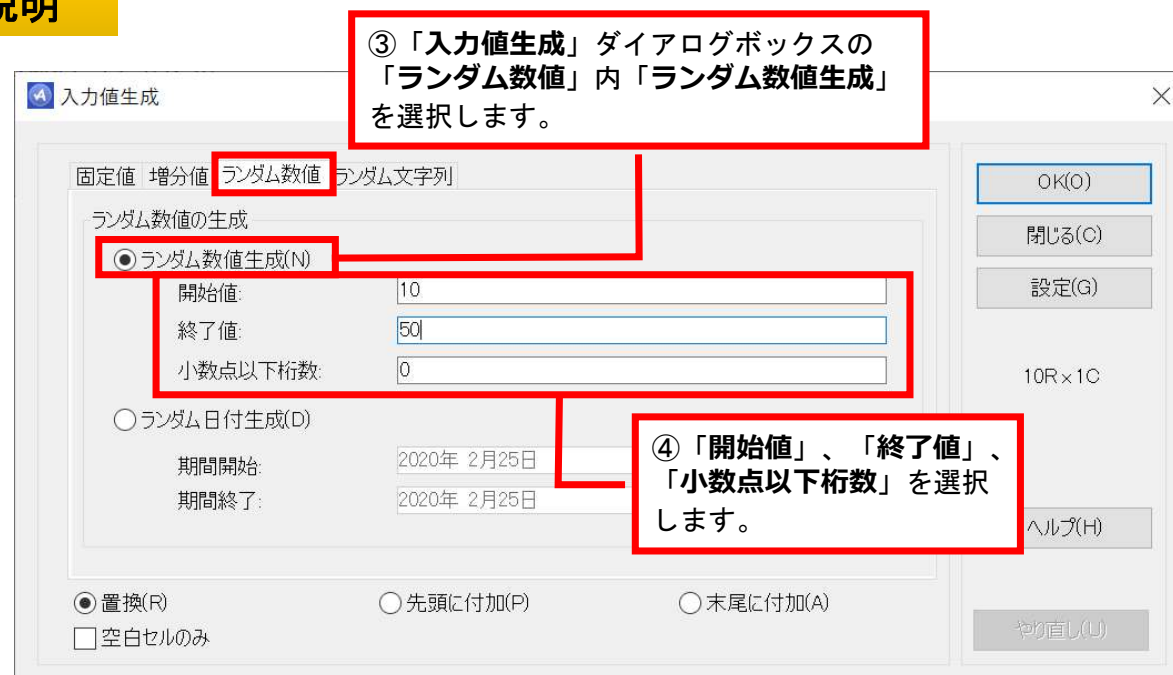 説明
③「入力値生成」ダイアログボックスの
「ランダム数値」内「ランダム数値生成」
を選択します。
入力値生成
固定値 増分値 ランダム数値 ランダム文字列
OK(O)
ランダム数値の生成
閉じる(C)
ランダム数値生成(N)
開始値: 10
設定(G)
終了値: 50
小数点以下桁数: 0
10R×1C
ランダム日付生成(D)
④「開始値」、「終了値」、
「小数点以下桁数」を選択
します。
期間開始: 2020年 2月25日
期間終了: 2020年 2月25日
ヘルプ(H)
置換(R) 先頭に付加(P) 末尾に付加(A)
空白セルのみ
やり直し(U)